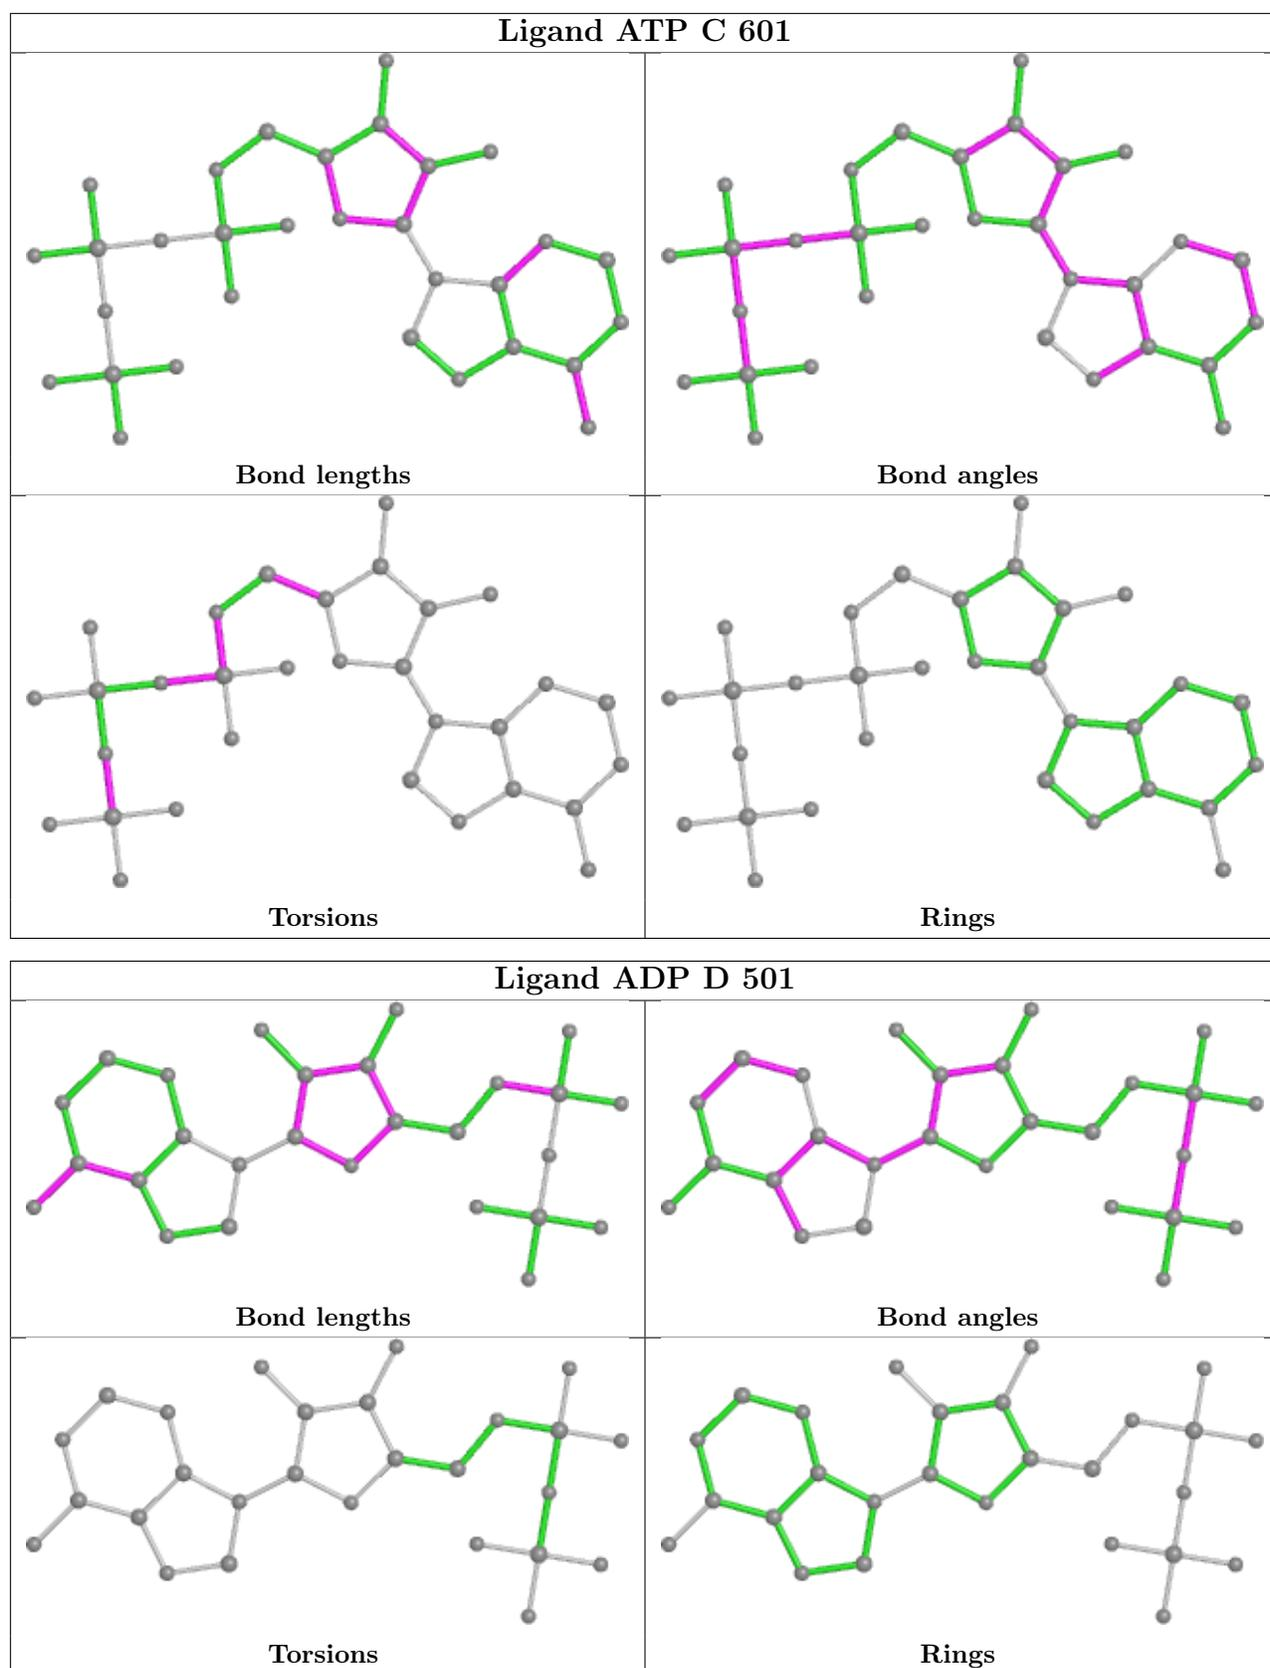 Ligand ATP C 601
Bond lengths
Bond angles
Torsions
Rings
Ligand ADP D 501
Bond lengths
Bond angles
Torsions
Rings